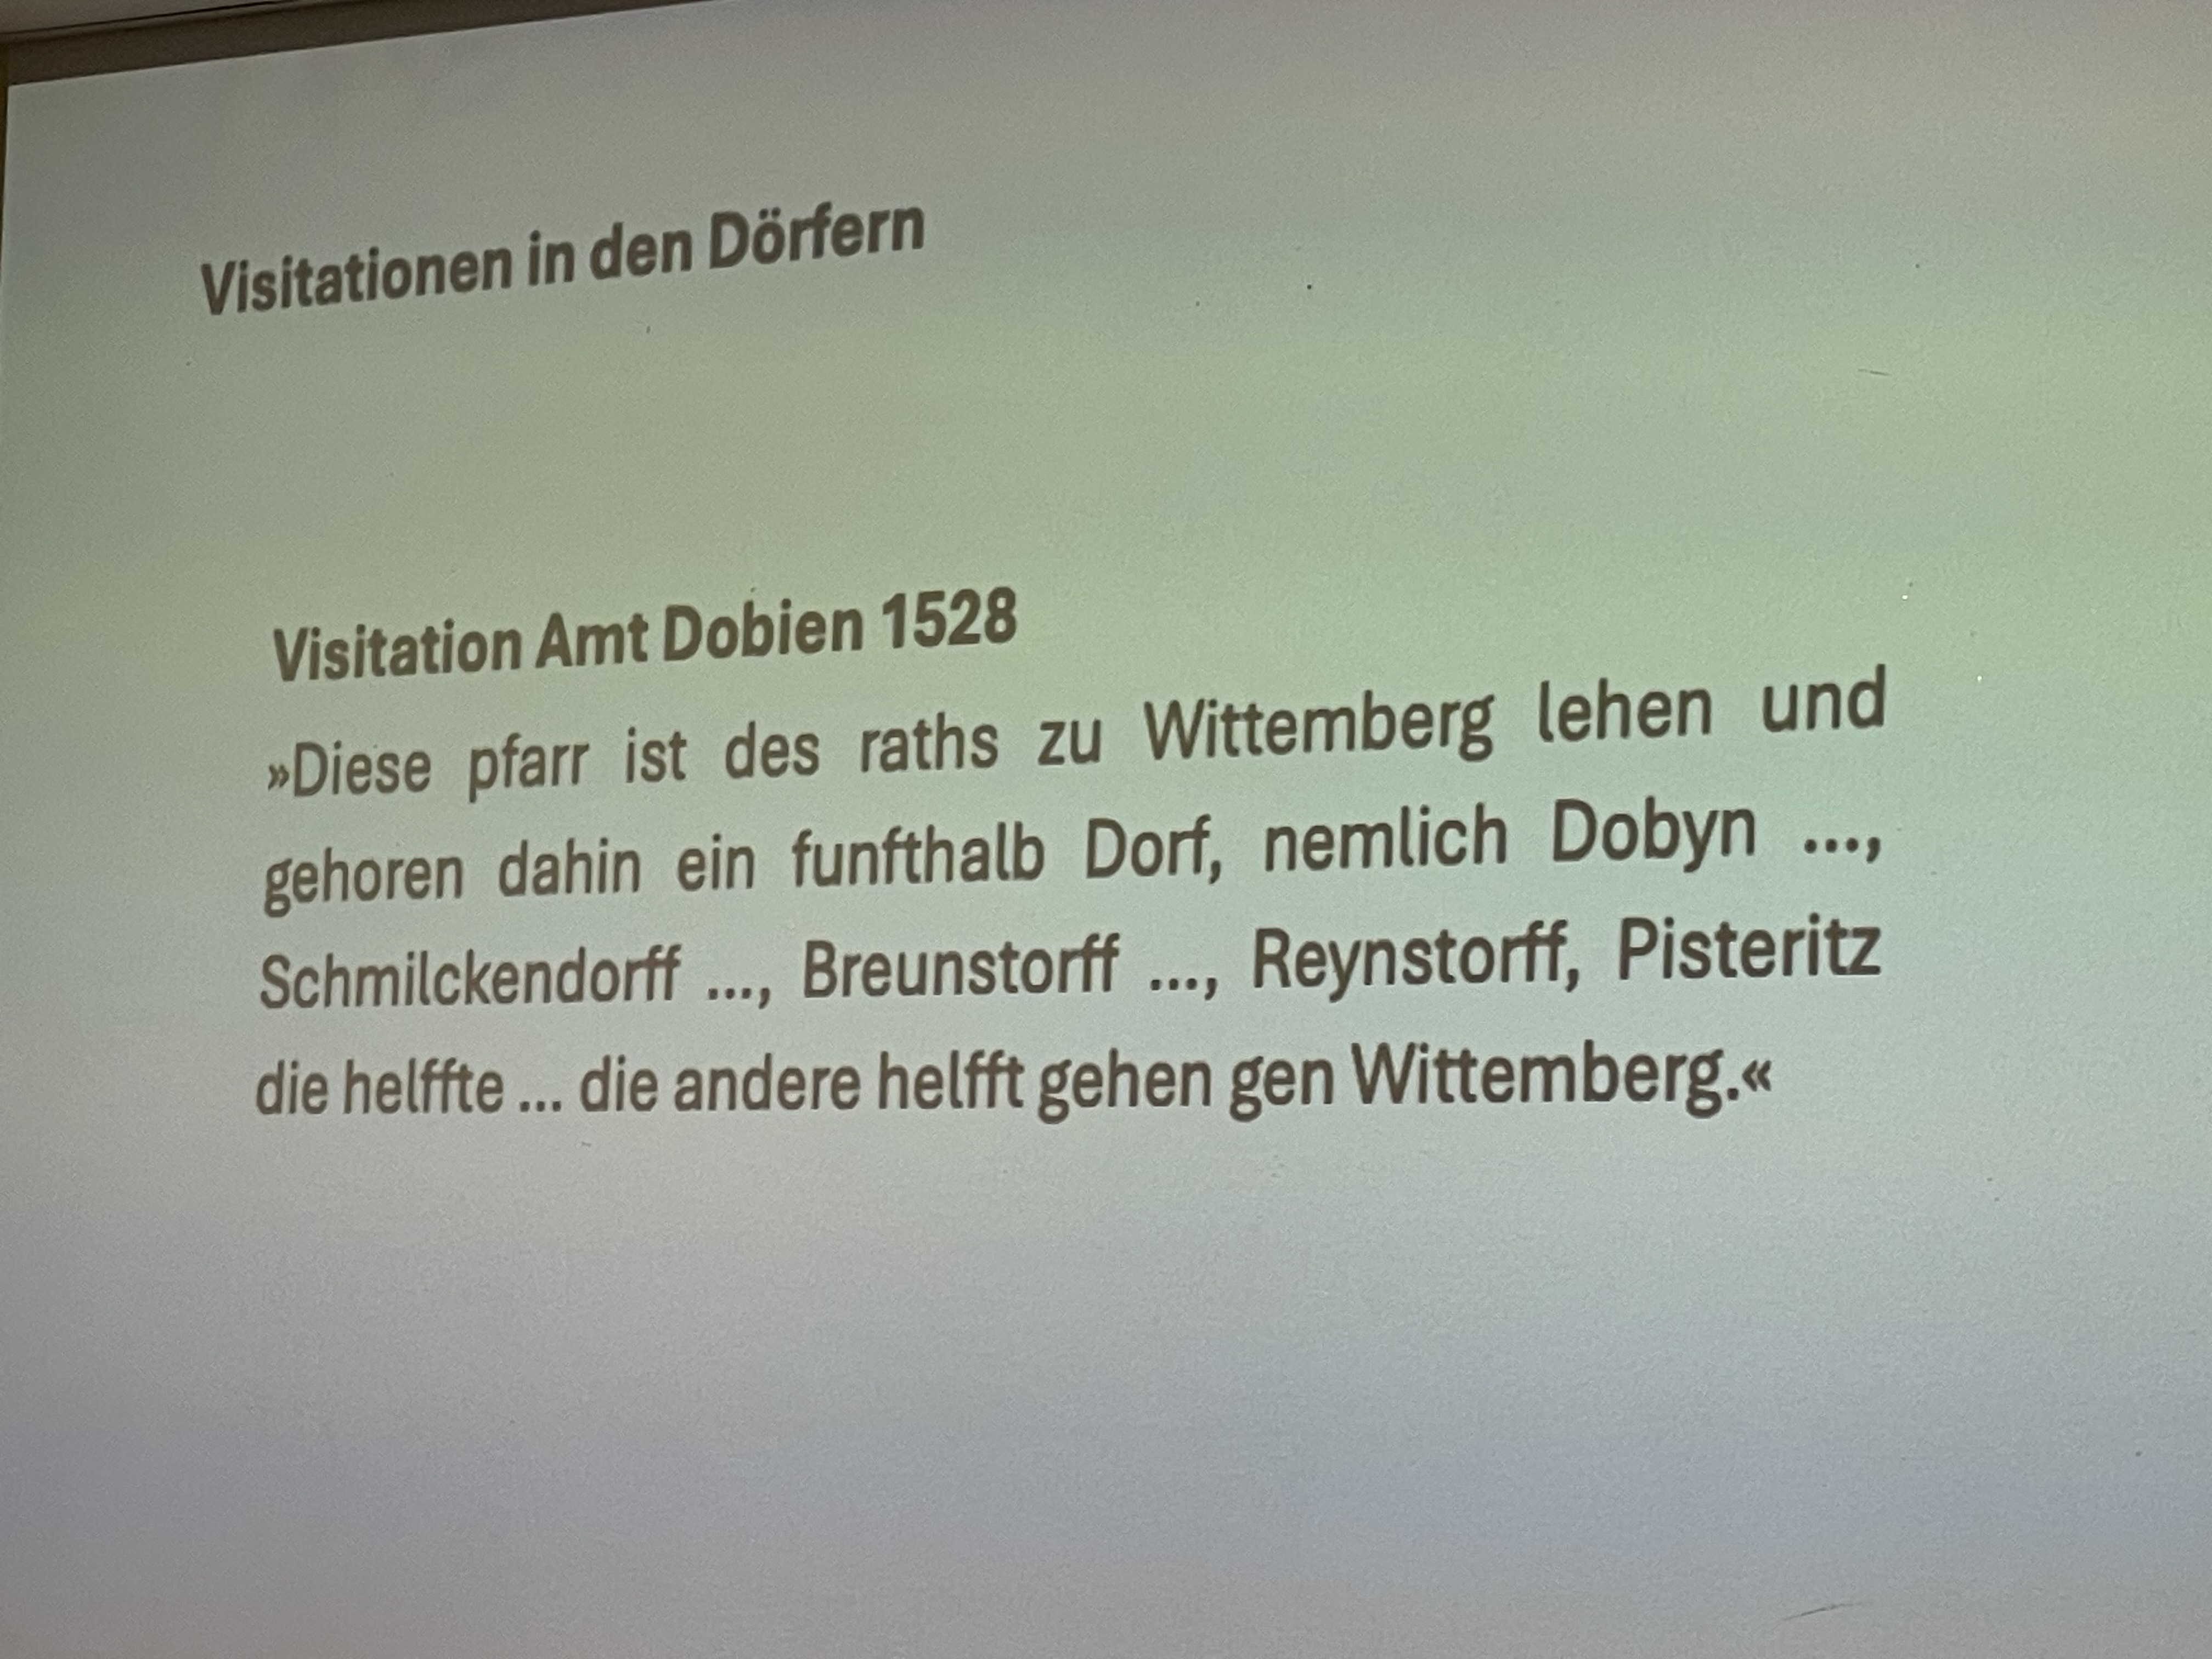 Visitationen in den Dörfern
Visitation Amt Dobien 1528
»Diese pfarr ist des raths zu Wittemberg lehen und
gehoren dahin ein funfthalb Dorf, nemlich Dobyn ...,
Schmilckendorff ..., Breunstorff ..., Reynstorff, Pisteritz
die helffte ... die andere helfft gehen gen Wittemberg.«